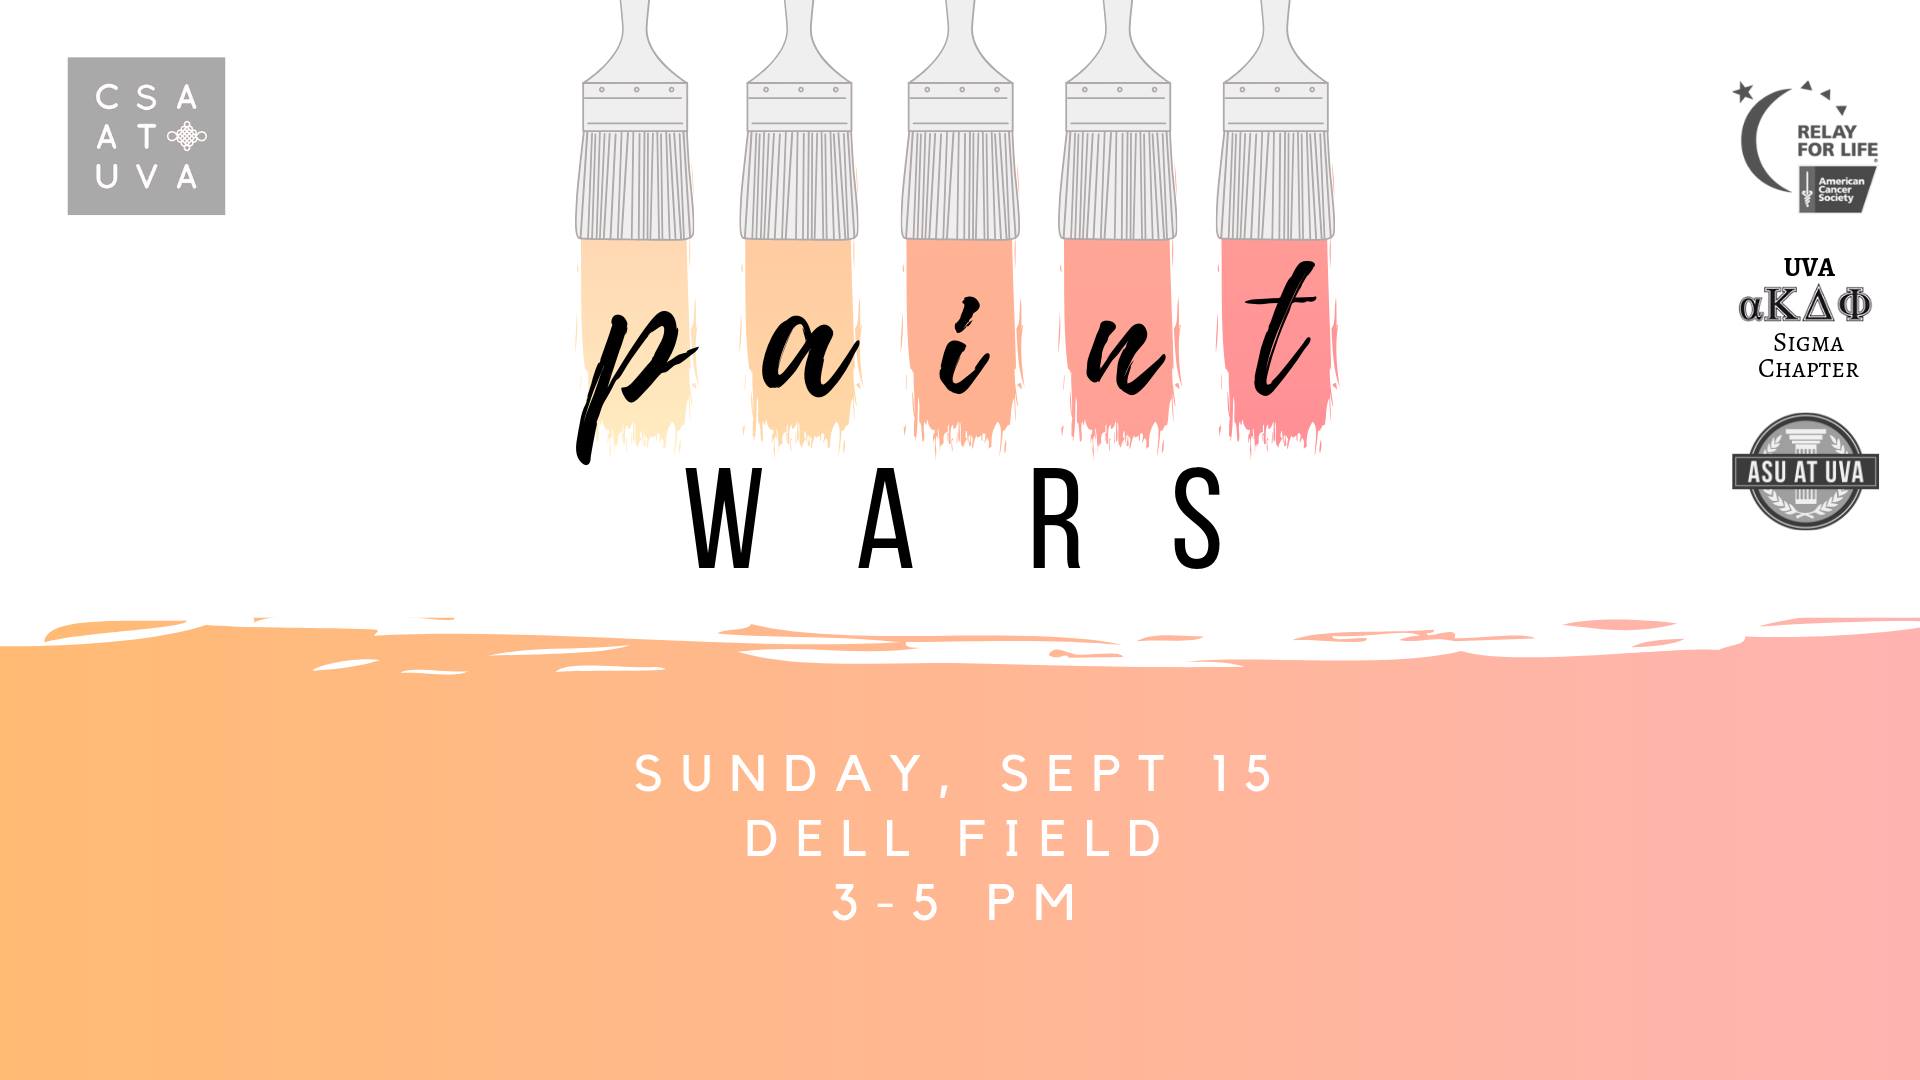 CSA
AT
UVA
paint
WARS
RELAY
FOR LIFE
American
Cancer
Society
UVA
αΚΔΦ
SIGMA
CHAPTER
ASU AT UVA
SUNDAY, SEPT 15
DELL FIELD
3-5 PM